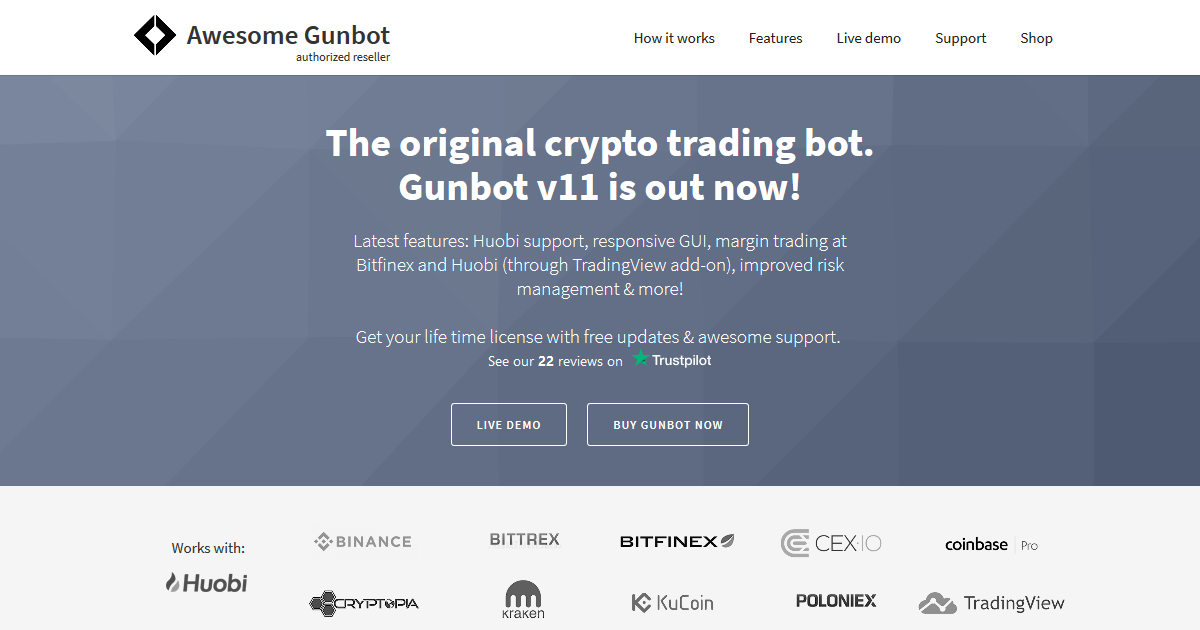 Awesome Gunbot
authorized reseller
How it works
Features
Live demo
Support
Shop
The original crypto trading bot.
Gunbot v11 is out now!
Latest features: Huobi support, responsive GUI, margin trading at
Bitfinex and Huobi (through TradingView add-on), improved risk
management & more!
Get your life time license with free updates & awesome support.
See our 22 reviews on Trustpilot
LIVE DEMO
BUY GUNBOT NOW
Works with:
Huobi
BINANCE
BITTREX
BITFINEX
CEX·IO
coinbase | Pro
CRYPTOPIA
kraken
KuCoin
POLONIEX
TradingView